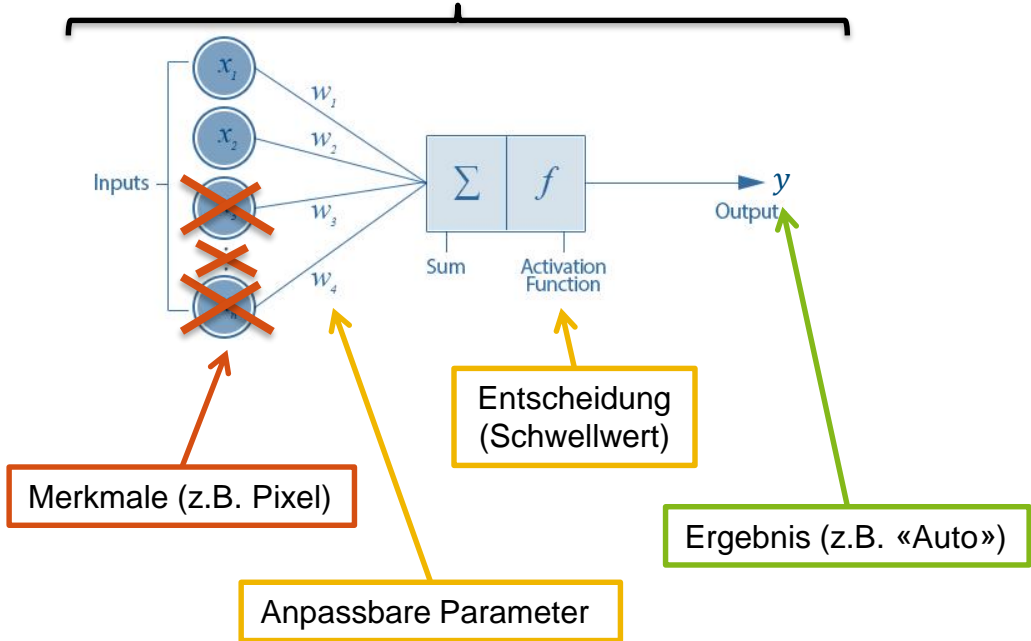 x₁
w₁
x₂
w₂
Inputs
w₃
w₄
Σ f
y
Output
Sum
Activation
Function
Entscheidung
(Schwellwert)
Merkmale (z.B. Pixel)
Ergebnis (z.B. «Auto»)
Anpassbare Parameter